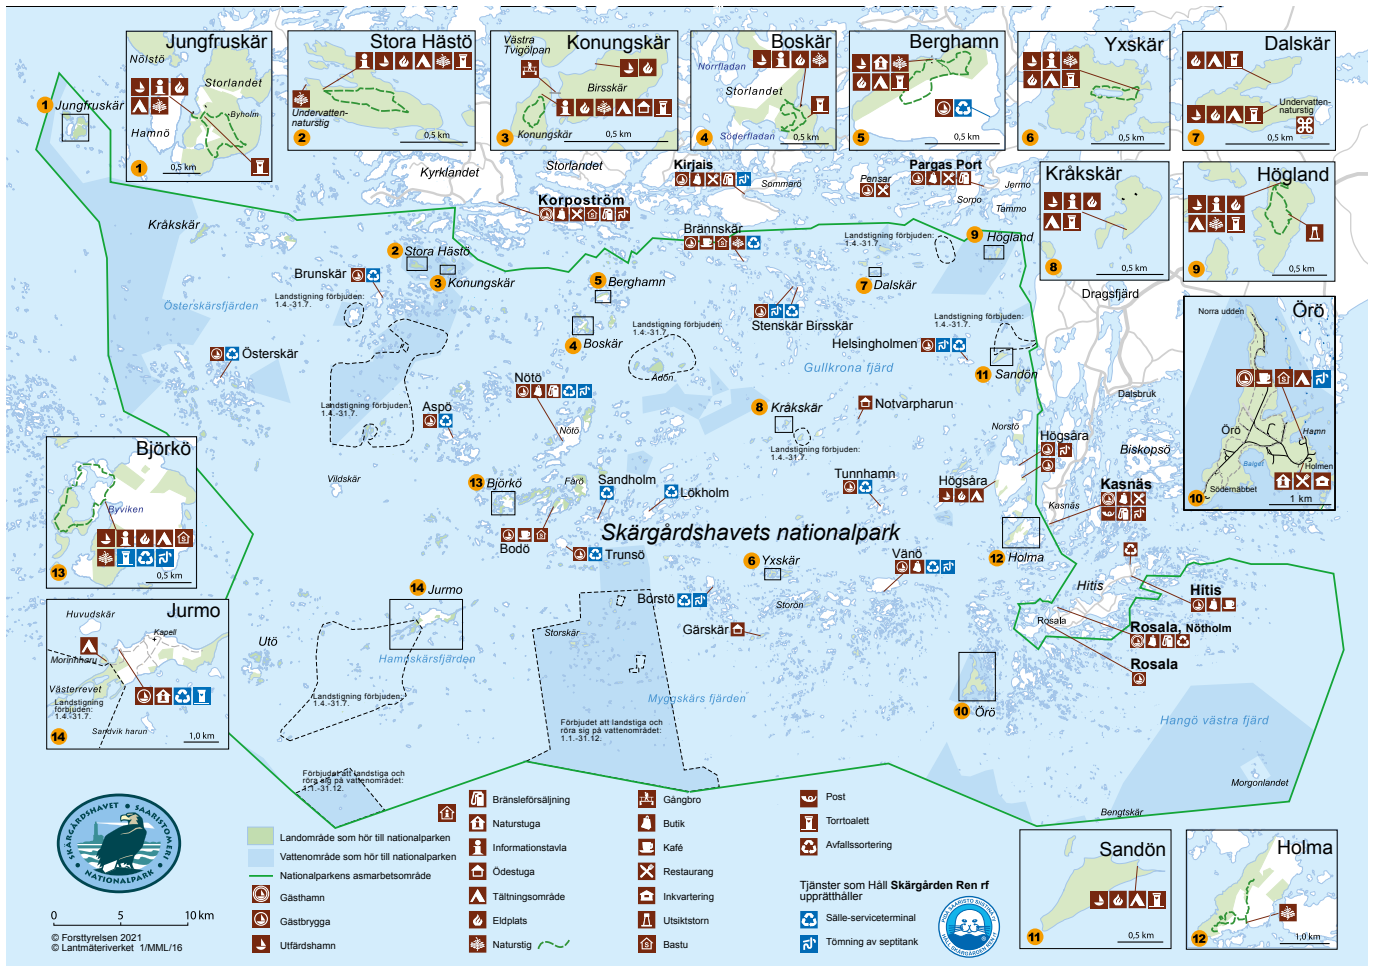 Jungfruskär
Nölstö
Storlandet
Byholm
Hamnö
0,5 km
1
Stora Hästö
Undervatten-
naturstig
0,5 km
2
Västra
Tvigölpan
Konungskär
Birsskär
Konungskär
0,5 km
3
Boskär
Norrfladan
Storlandet
Söderfladan
0,5 km
4
Berghamn
0,5 km
5
Yxskär
0,5 km
6
Dalskär
Undervatten-
naturstig
0,5 km
7
Kråkskär
0,5 km
8
Högland
0,5 km
9
Örö
Norra udden
Örö
Hamn
Holmen
Södernabbet
1 km
10
1 Jungfruskär
Kyrklandet
Storlandet
Kirjais
Sommarö
Pensar
Pargas Port
Sorpo
Jermo
Tammo
Korpoström
Kråkskär
2 Stora Hästö
3 Konungskär
Brännskär
Landstigning förbjuden:
1.4.-31.7.
9 Högland
Brunskär
Landstigning förbjuden:
1.4.-31.7.
5 Berghamn
7 Dalskär
Dragsfjärd
Österskärsfjärden
4 Boskär
Landstigning förbjuden:
1.4.-31.7.
Ådön
Stenskär Birsskär
Landstigning förbjuden:
1.4.-31.7.
Helsingholmen
Gullkrona fjärd
11 Sandön
Österskär
Nötö
Nötö
Landstigning förbjuden:
1.4.-31.7.
Aspö
8 Kråkskär
Landstigning förbjuden:
1.4.-31.7.
Notvarpharun
Dalsbruk
Norstö
Högsåra
Biskopsö
Vildskär
13 Björkö
Fårö
Sandholm
Lökholm
Tunnhamn
Högsåra
Kasnäs
Kasnäs
Skärgårdshavets nationalpark
Bodö
Trunsö
6 Yxskär
Vänö
12 Holma
Hitis
Hitis
14 Jurmo
Borstö
Storön
Gärskär
Storskär
Rosala
Rosala, Nötholm
Rosala
Utö
Hamnskärsfjärden
Landstigning förbjuden:
1.4.-31.7.
Myggskärs fjärden
10 Örö
Förbjudet att landstiga och
röra sig på vattenområdet:
1.1.-31.12.
Hangö västra fjärd
Morgonlandet
Bengtskär
Förbjudet att landstiga och
röra sig på vattenområdet:
1.1.-31.12.
Björkö
Byviken
0,5 km
13
Jurmo
Huvudskär
Kapell
Västerrevet
Landstigning
förbjuden:
1.4.-31.7.
Sandvik harun
1,0 km
14
SKÄRGÅRDSHAVET • SAARISTOMERI
NATIONALPARK
0 5 10 km
© Forsttyrelsen 2021
© Lantmäteriverket 1/MML/16
Landområde som hör till nationalparken
Vattenområde som hör till nationalparken
Nationalparkens asmarbetsområde
Gästhamn
Gästbrygga
Utfärdshamn
Bränsleförsäljning
Naturstuga
Informationstavla
Ödestuga
Tältningsområde
Eldplats
Naturstig
Gångbro
Butik
Kafé
Restaurang
Inkvartering
Utsiktstorn
Bastu
Post
Torrtoalett
Avfallssortering
Tjänster som Håll Skärgården Ren rf
upprätthåller
Sälle-serviceterminal
Tömning av septitank
Sandön
0,5 km
11
Holma
1,0 km
12